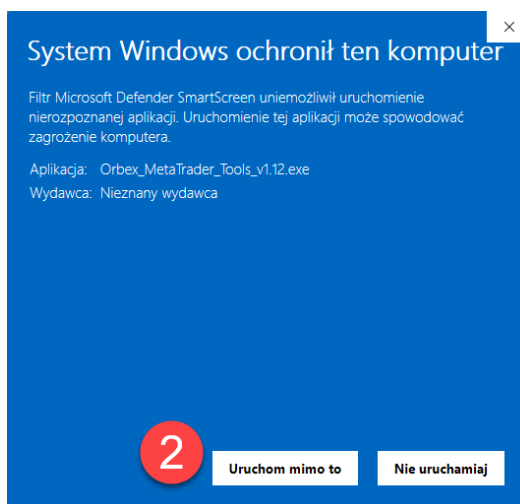 System Windows ochronił ten komputer
Filtr Microsoft Defender SmartScreen uniemożliwił uruchomienie
nierozpoznanej aplikacji. Uruchomienie tej aplikacji może spowodować
zagrożenie komputera.
Aplikacja: Orbex_MetaTrader_Tools_v1.12.exe
Wydawca: Nieznany wydawca
2
Uruchom mimo to
Nie uruchamiaj